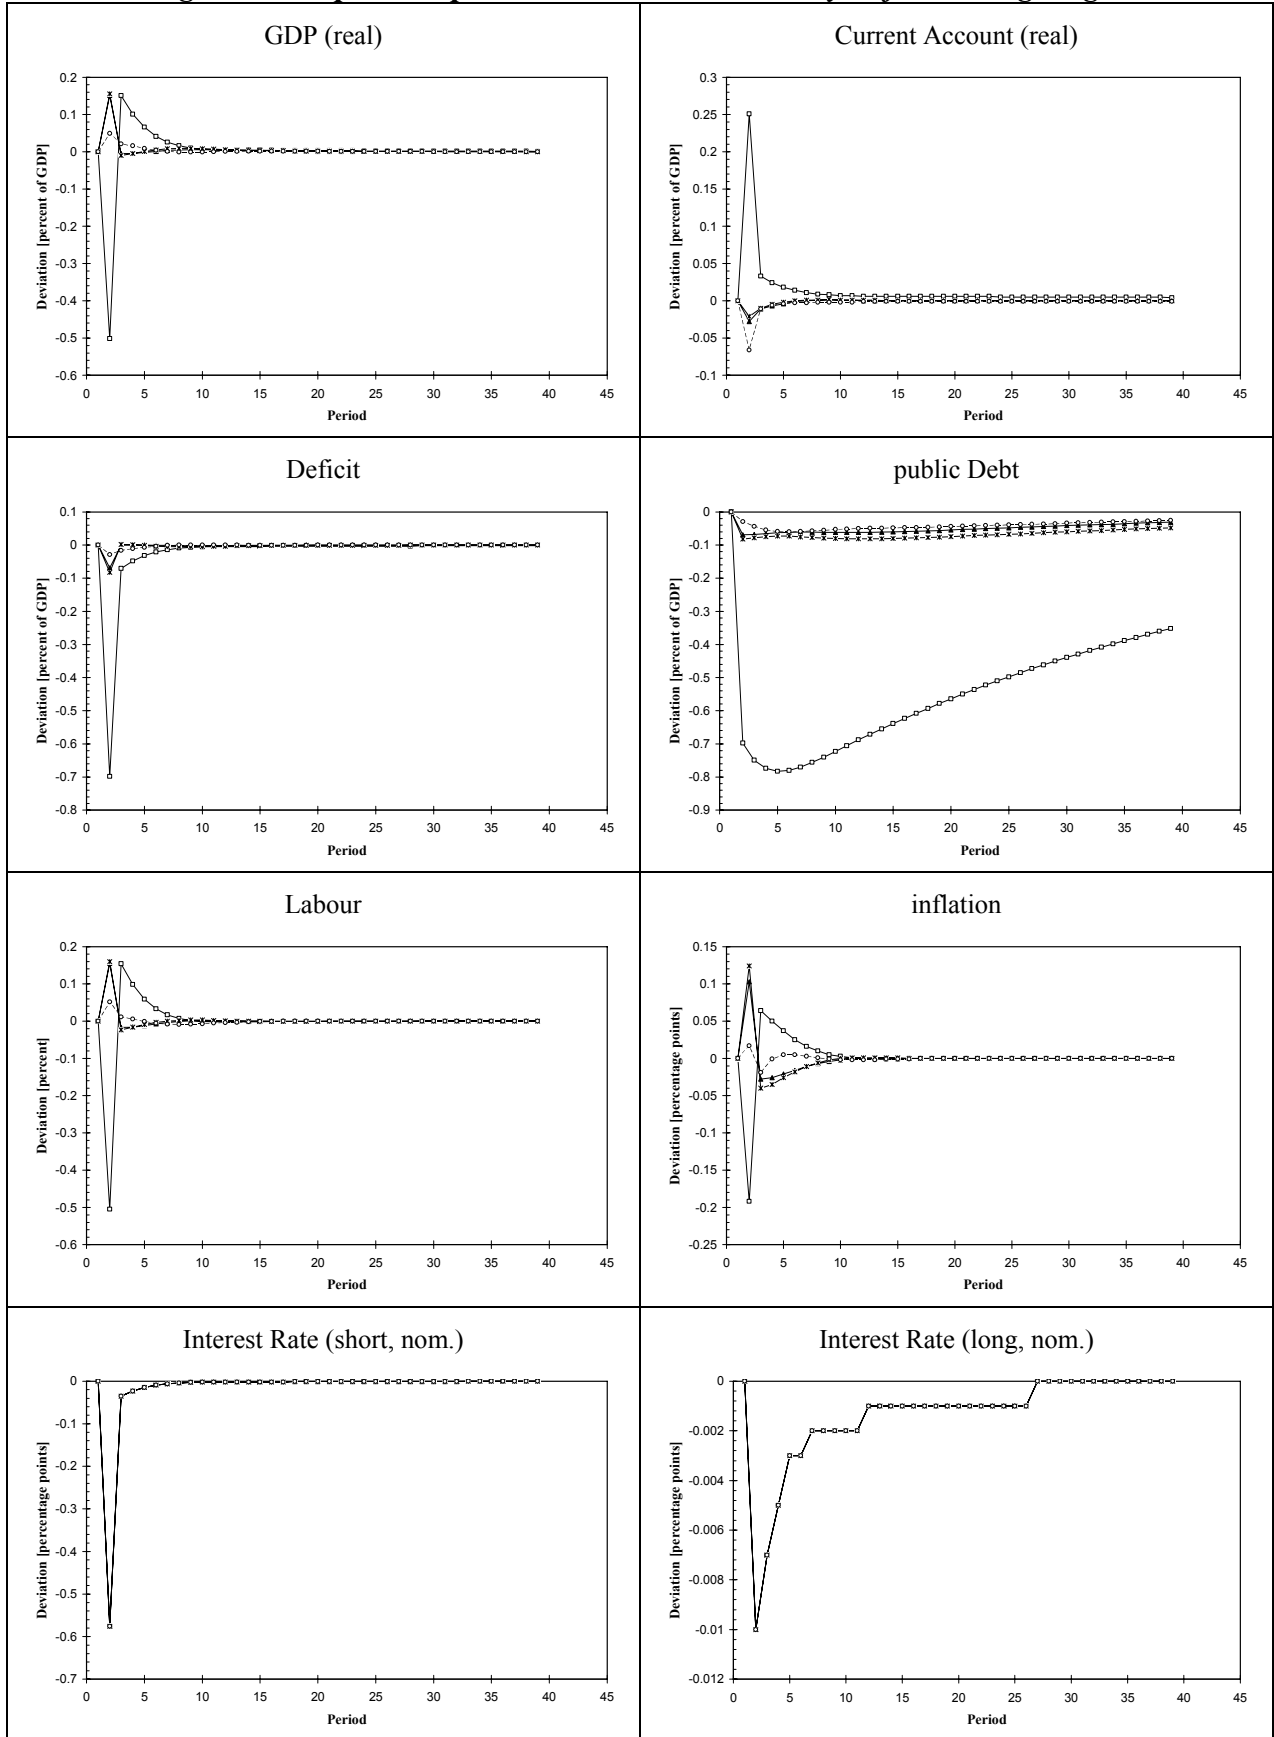 GDP (real)
0.2
0.1
0
-0.1
-0.2
-0.3
-0.4
-0.5
-0.6
0 5 10 15 20 25 30 35 40 45
Period
Deviation [percent of GDP]
Current Account (real)
0.3
0.25
0.2
0.15
0.1
0.05
0
-0.05
-0.1
0 5 10 15 20 25 30 35 40 45
Period
Deviation [percent of GDP]
Deficit
0.1
0
-0.1
-0.2
-0.3
-0.4
-0.5
-0.6
-0.7
-0.8
0 5 10 15 20 25 30 35 40 45
Period
Deviation [percent of GDP]
public Debt
0
-0.1
-0.2
-0.3
-0.4
-0.5
-0.6
-0.7
-0.8
-0.9
0 5 10 15 20 25 30 35 40 45
Period
Deviation [percent of GDP]
Labour
0.2
0.1
0
-0.1
-0.2
-0.3
-0.4
-0.5
-0.6
0 5 10 15 20 25 30 35 40 45
Period
Deviation [percent]
inflation
0.15
0.1
0.05
0
-0.05
-0.1
-0.15
-0.2
-0.25
0 5 10 15 20 25 30 35 40 45
Period
Deviation [percentage points]
Interest Rate (short, nom.)
0
-0.1
-0.2
-0.3
-0.4
-0.5
-0.6
-0.7
0 5 10 15 20 25 30 35 40 45
Period
Deviation [percentage points]
Interest Rate (long, nom.)
0
-0.002
-0.004
-0.006
-0.008
-0.01
-0.012
0 5 10 15 20 25 30 35 40 45
Period
Deviation [percentage points]